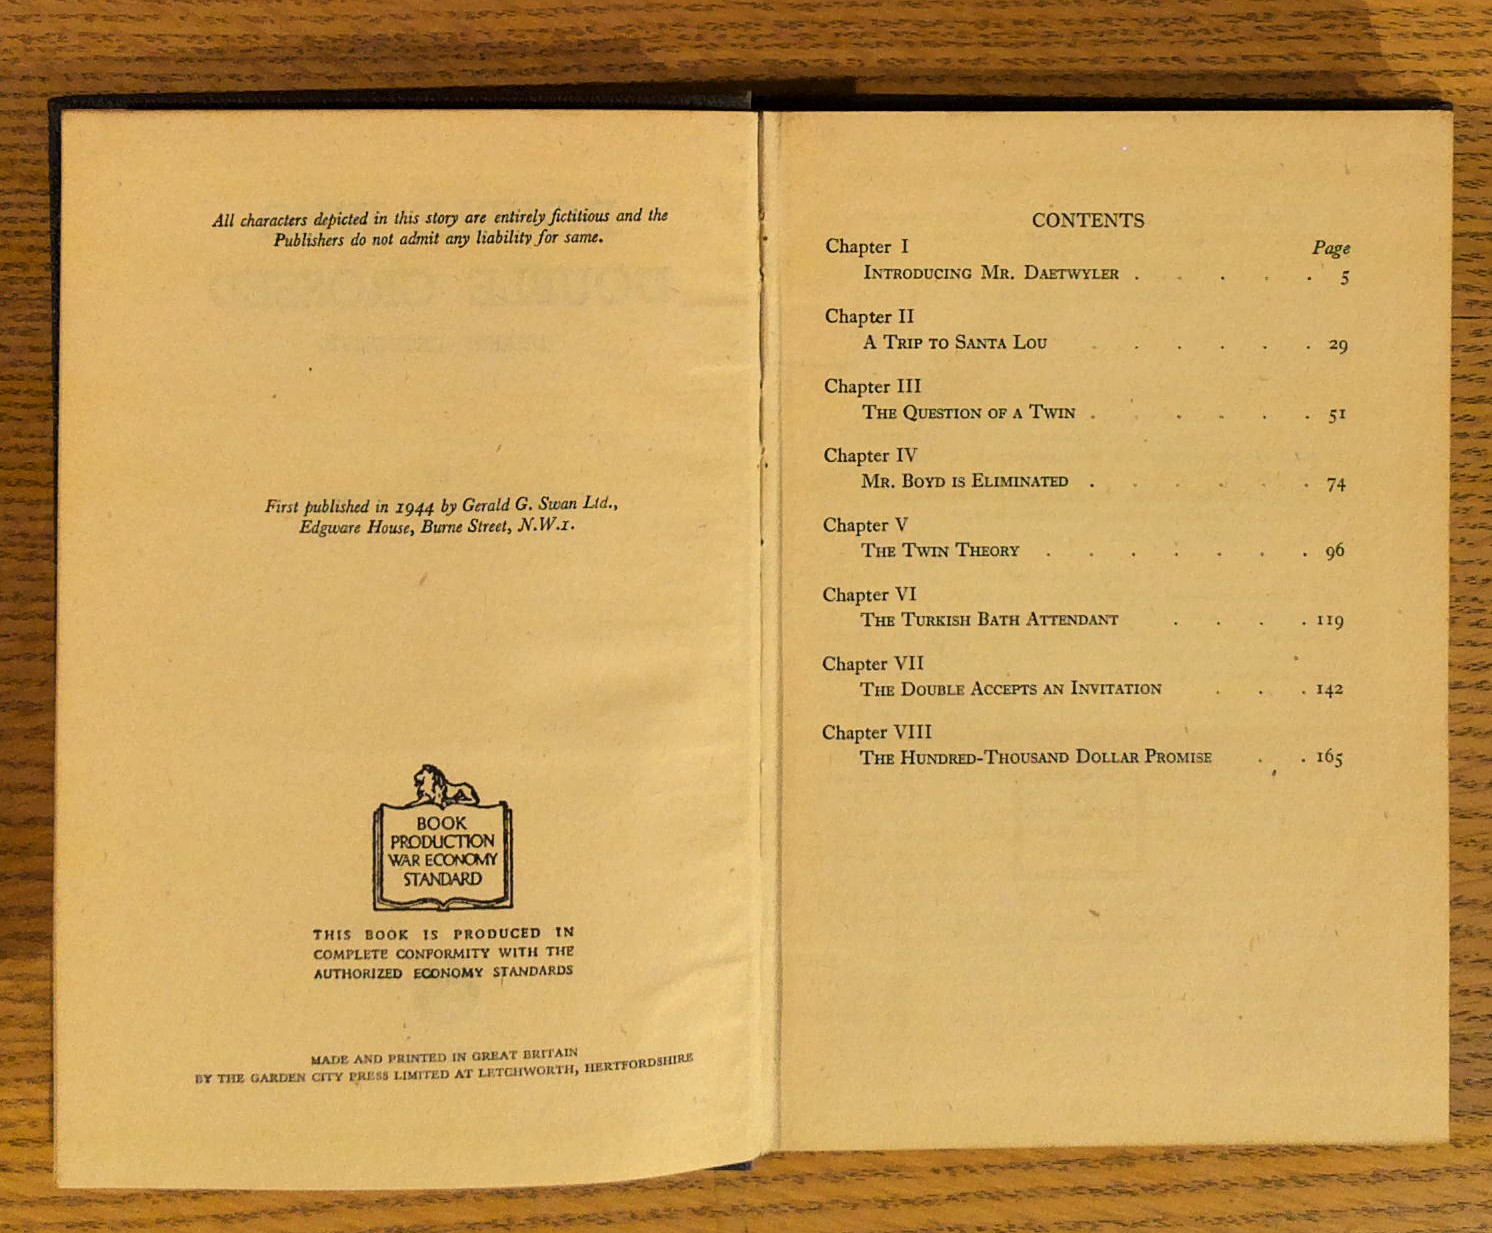 All characters depicted in this story are entirely fictitious and the
Publishers do not admit any liability for same.
First published in 1944 by Gerald G. Swan Ltd.,
Edgware House, Burne Street, N.W.1.
BOOK
PRODUCTION
WAR ECONOMY
STANDARD
THIS BOOK IS PRODUCED IN
COMPLETE CONFORMITY WITH THE
AUTHORIZED ECONOMY STANDARDS
MADE AND PRINTED IN GREAT BRITAIN
BY THE GARDEN CITY PRESS LIMITED AT LETCHWORTH, HERTFORDSHIRE
CONTENTS
Chapter I Page
INTRODUCING MR. DAETWYLER . . . . . 5
Chapter II
A TRIP TO SANTA LOU . . . . . . 29
Chapter III
THE QUESTION OF A TWIN . . . . . . 51
Chapter IV
MR. BOYD IS ELIMINATED . . . . . . 74
Chapter V
THE TWIN THEORY . . . . . . . 96
Chapter VI
THE TURKISH BATH ATTENDANT . . . . 119
Chapter VII
THE DOUBLE ACCEPTS AN INVITATION . . . 142
Chapter VIII
THE HUNDRED-THOUSAND DOLLAR PROMISE . . 165